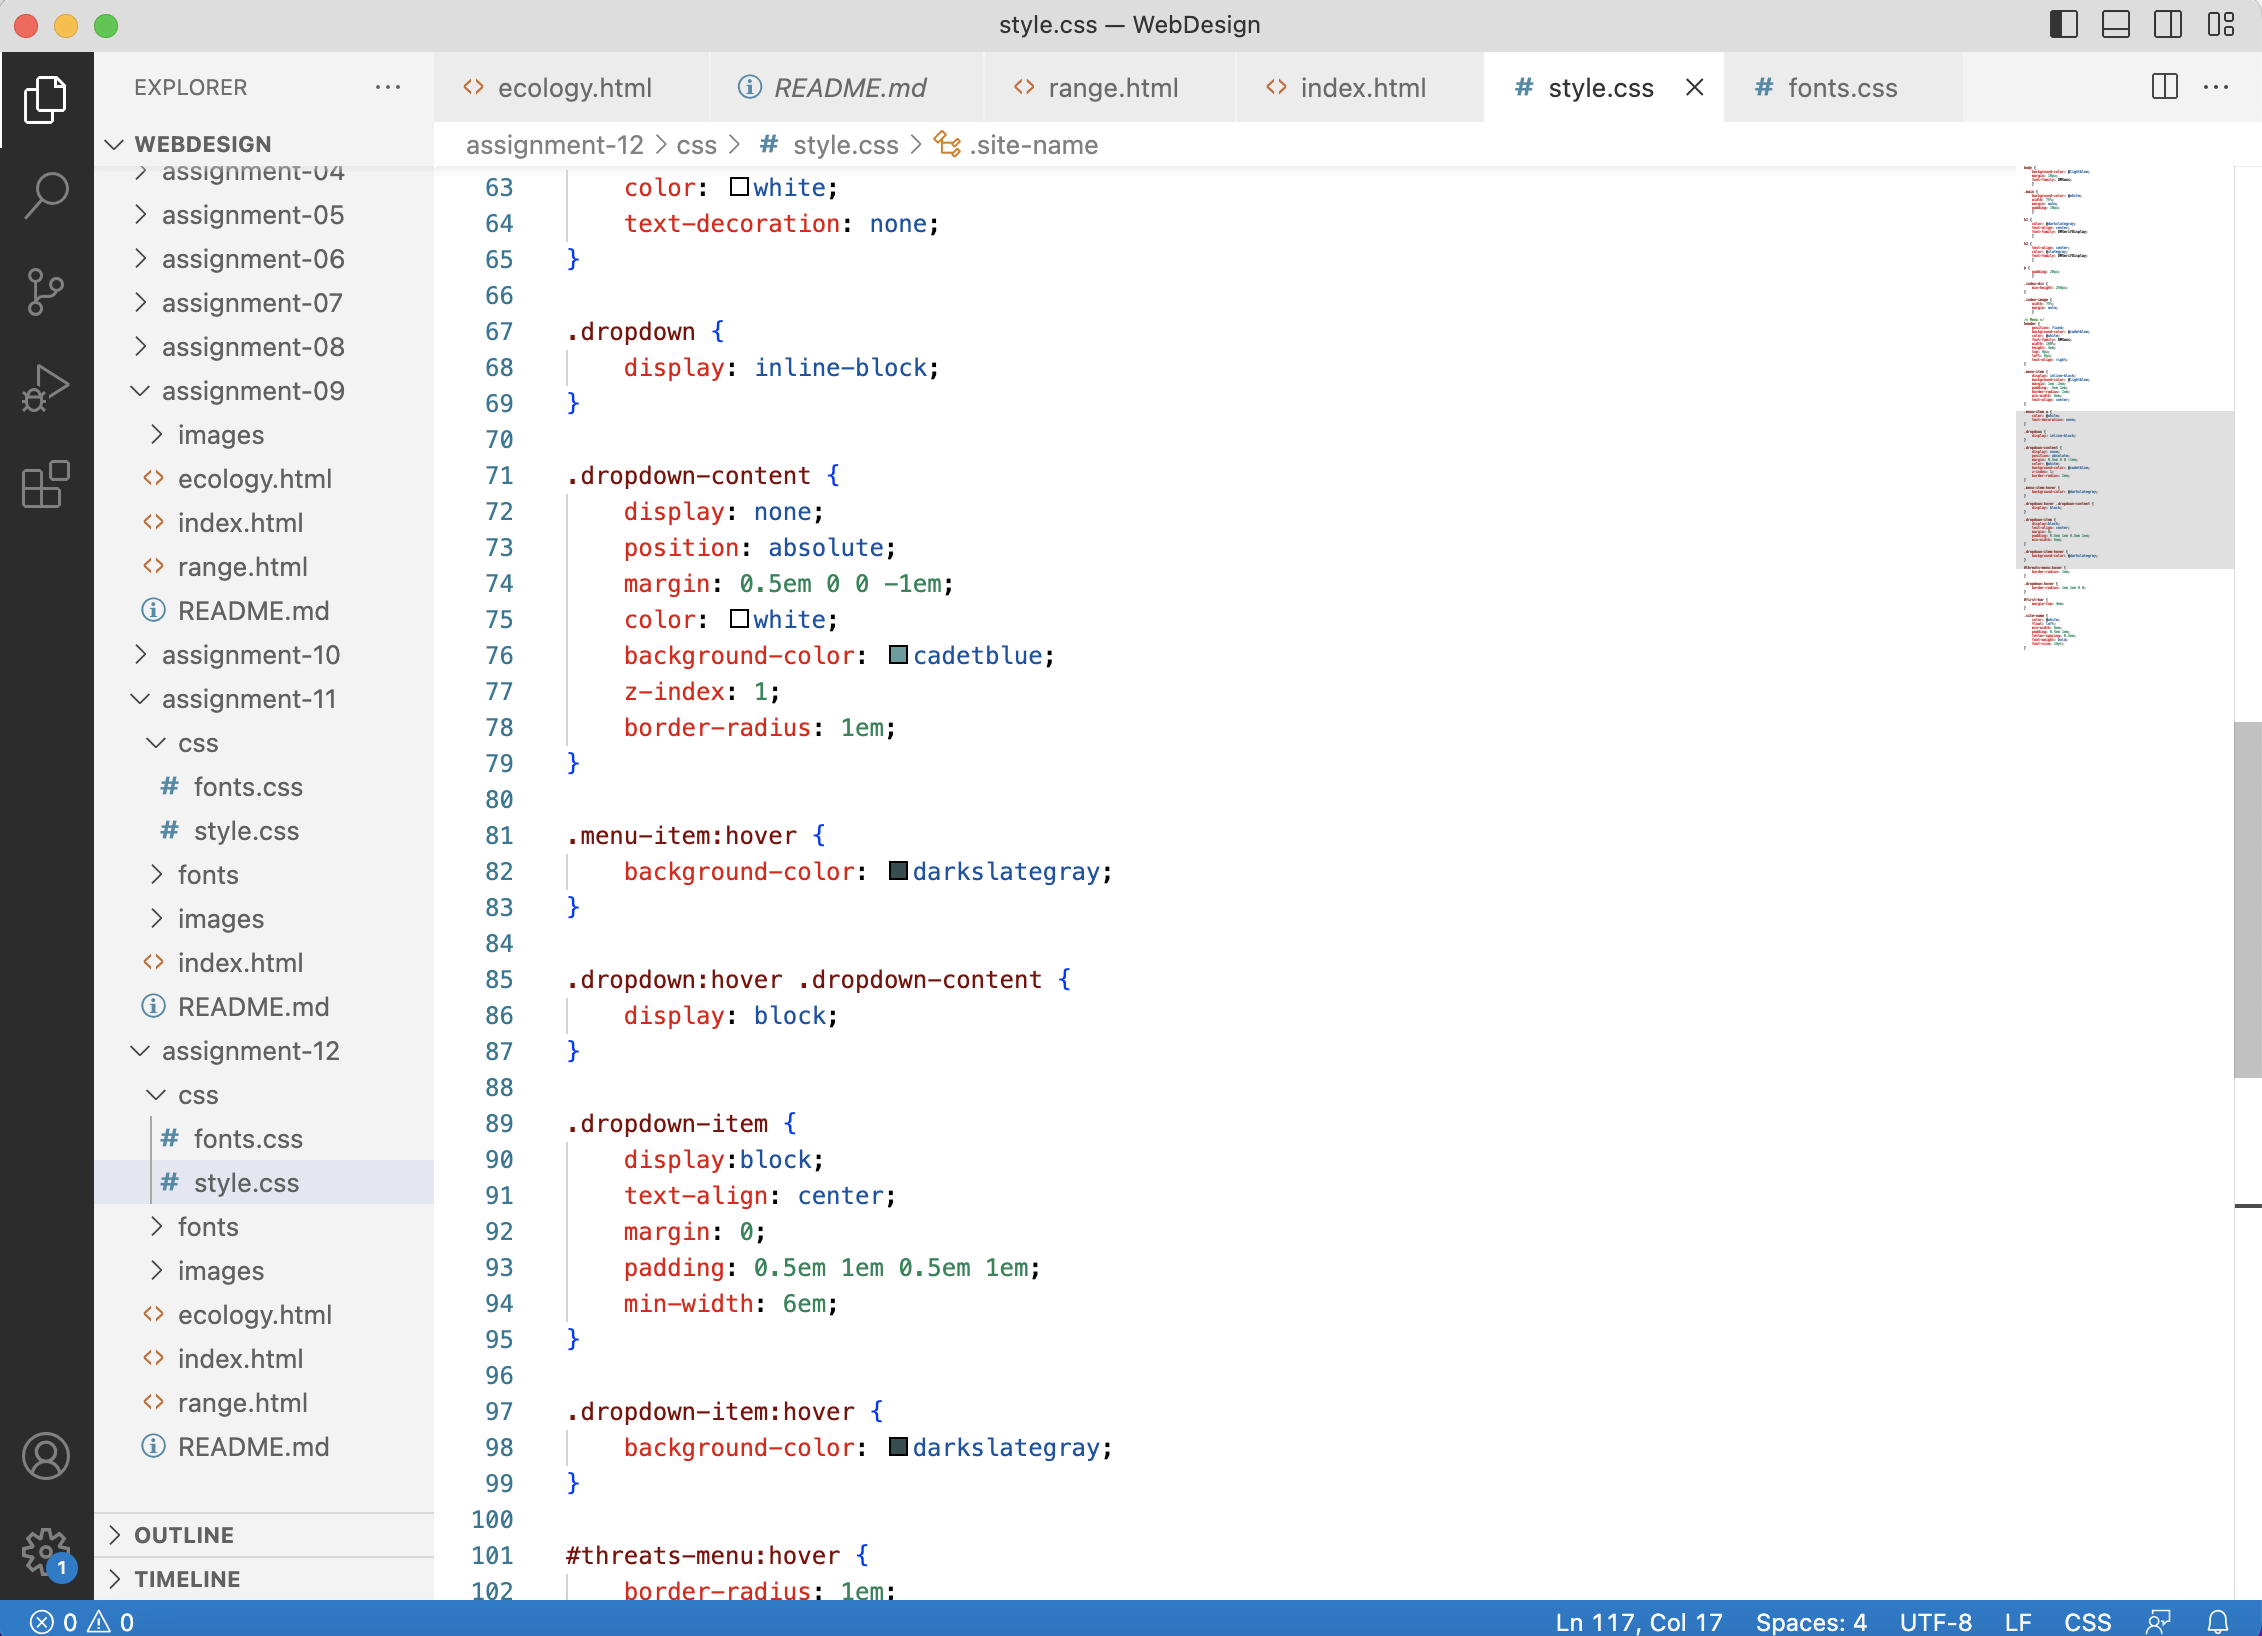 style.css — WebDesign
EXPLORER
ecology.html
README.md
range.html
index.html
# style.css
# fonts.css
WEBDESIGN
assignment-04
assignment-05
assignment-06
assignment-07
assignment-08
assignment-09
images
ecology.html
index.html
range.html
README.md
assignment-10
assignment-11
css
# fonts.css
# style.css
fonts
images
index.html
README.md
assignment-12
css
# fonts.css
# style.css
fonts
images
ecology.html
index.html
range.html
README.md
OUTLINE
TIMELINE
1
assignment-12 > css > # style.css > .site-name
63 color: white;
64 text-decoration: none;
65 }
66
67 .dropdown {
68 display: inline-block;
69 }
70
71 .dropdown-content {
72 display: none;
73 position: absolute;
74 margin: 0.5em 0 0 -1em;
75 color: white;
76 background-color: cadetblue;
77 z-index: 1;
78 border-radius: 1em;
79 }
80
81 .menu-item:hover {
82 background-color: darkslategray;
83 }
84
85 .dropdown:hover .dropdown-content {
86 display: block;
87 }
88
89 .dropdown-item {
90 display:block;
91 text-align: center;
92 margin: 0;
93 padding: 0.5em 1em 0.5em 1em;
94 min-width: 6em;
95 }
96
97 .dropdown-item:hover {
98 background-color: darkslategray;
99 }
100
101 #threats-menu:hover {
102 border-radius: 1em;
0 0
Ln 117, Col 17 Spaces: 4 UTF-8 LF CSS